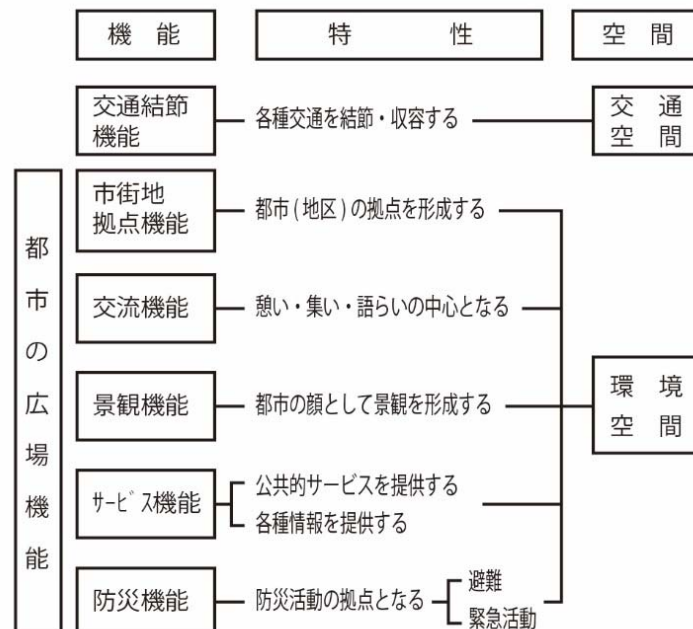 機 能
特 性
空 間
交通結節
機能
各種交通を結節・収容する
交 通
空 間
都市の広場機能
市街地
拠点機能
都市(地区)の拠点を形成する
交流機能
憩い・集い・語らいの中心となる
景観機能
都市の顔として景観を形成する
環 境
空 間
サービス機能
公共的サービスを提供する
各種情報を提供する
防災機能
防災活動の拠点となる
避難
緊急活動